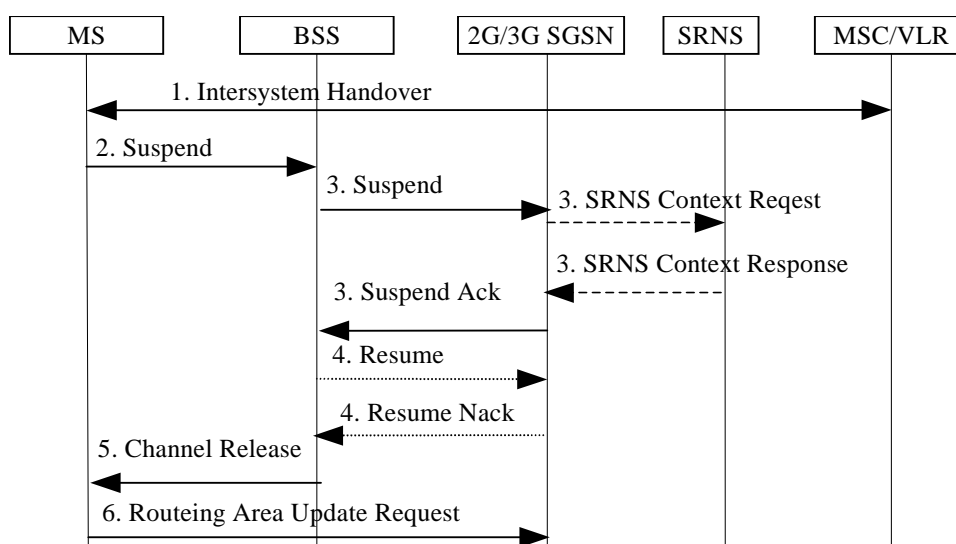 MS
BSS
2G/3G SGSN
SRNS
MSC/VLR
1. Intersystem Handover
2. Suspend
3. Suspend
3. SRNS Context Reqest
3. SRNS Context Response
3. Suspend Ack
4. Resume
4. Resume Nack
5. Channel Release
6. Routeing Area Update Request